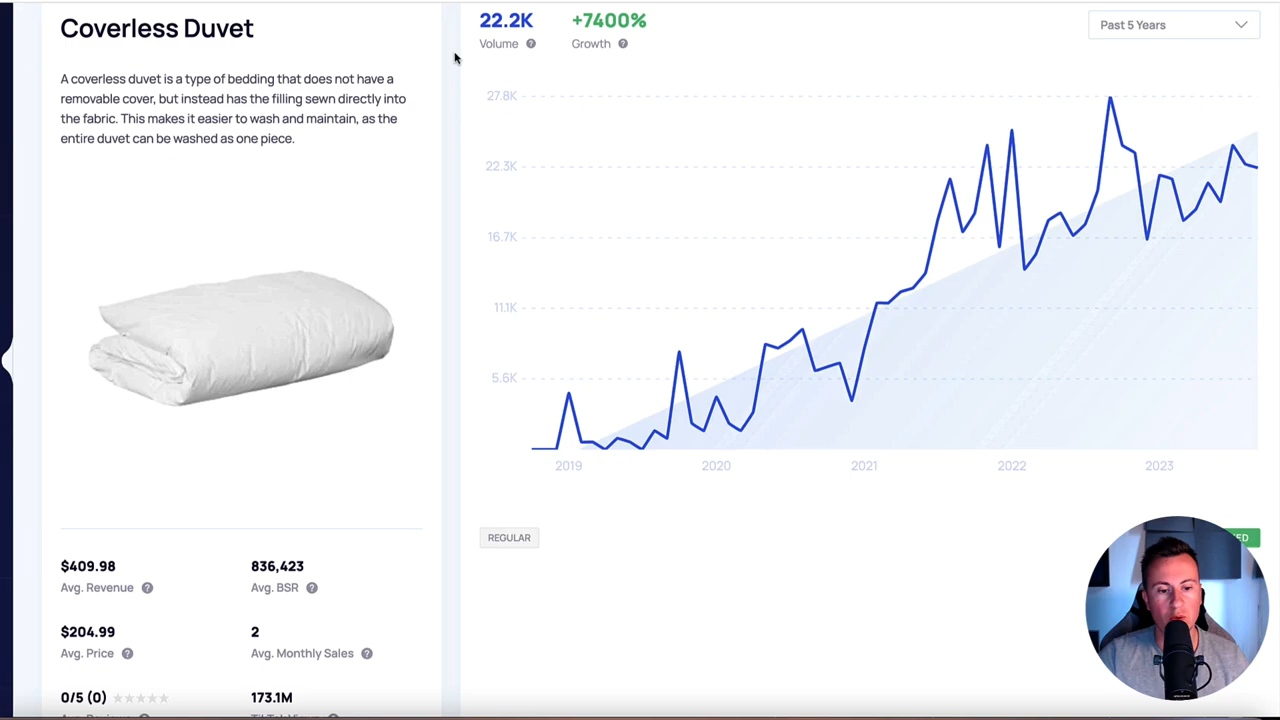 Coverless Duvet
A coverless duvet is a type of bedding that does not have a
removable cover, but instead has the filling sewn directly into
the fabric. This makes it easier to wash and maintain, as the
entire duvet can be washed as one piece.
$409.98
Avg. Revenue ?
836,423
Avg. BSR ?
$204.99
Avg. Price ?
2
Avg. Monthly Sales ?
0/5 (0)
173.1M
22.2K
Volume ?
+7400%
Growth ?
Past 5 Years
27.8K
22.3K
16.7K
11.1K
5.6K
2019 2020 2021 2022 2023
REGULAR